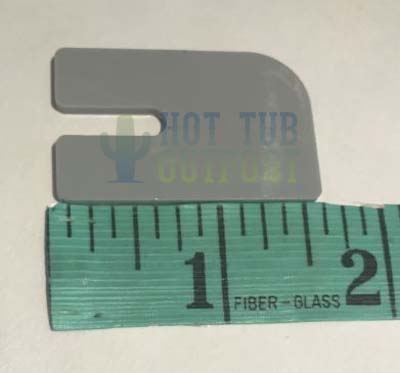 HOT TUB
OUTPOST
1 FIBER-GLASS 2